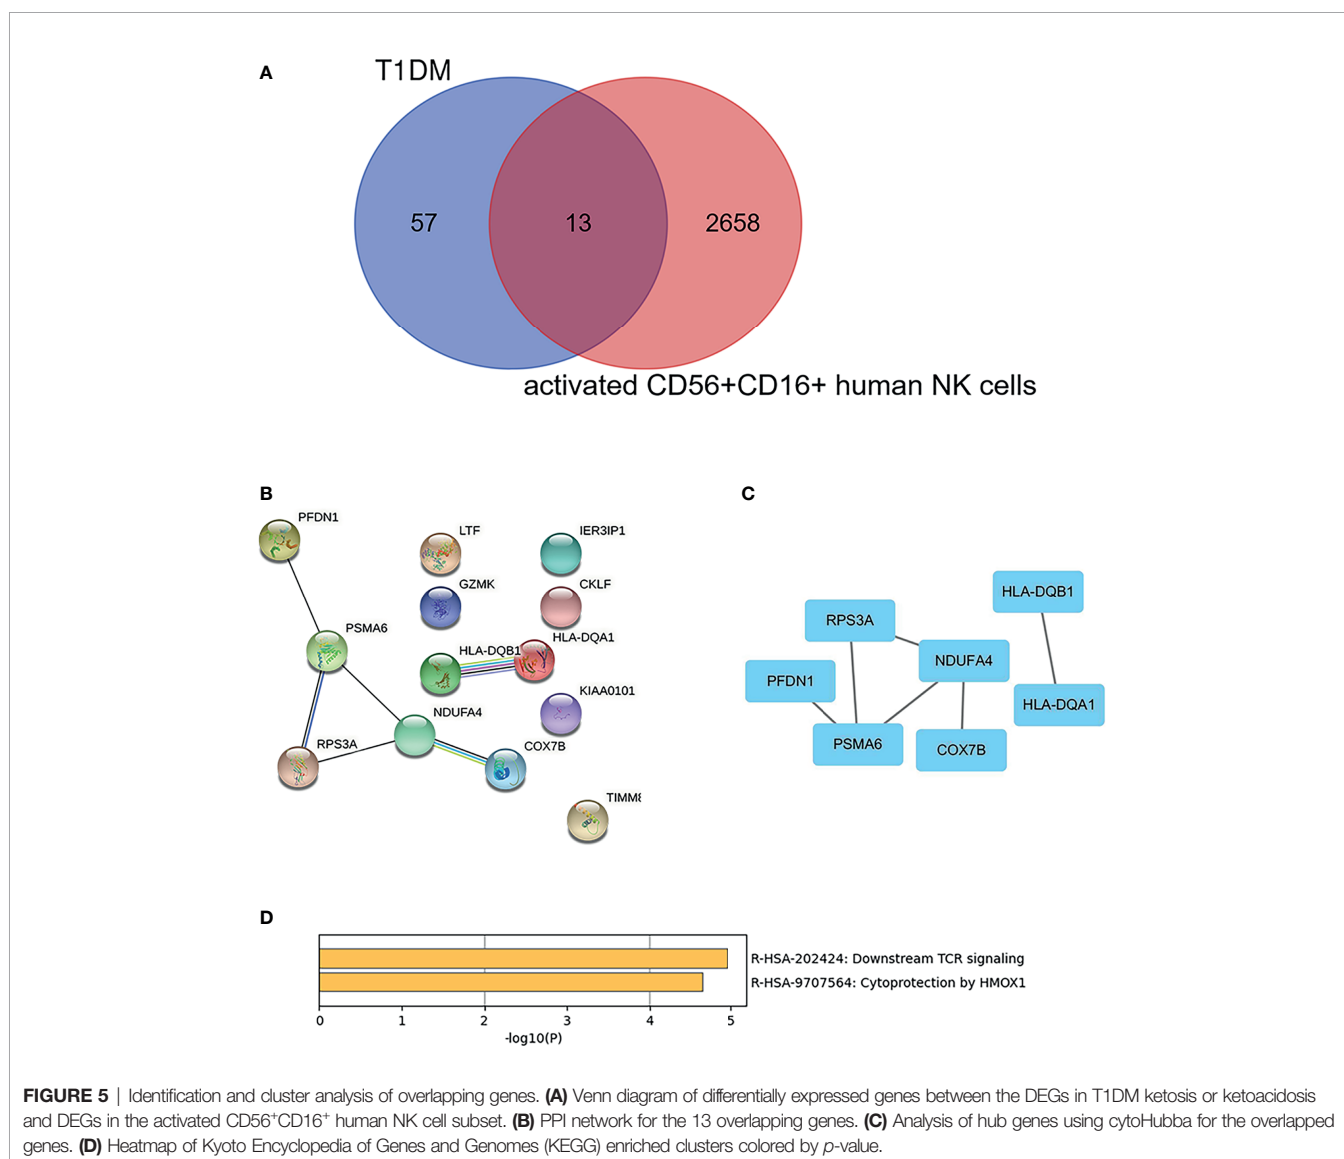 A
T1DM
57
13
2658
activated CD56+CD16+ human NK cells
B
PFDN1
LTF
IER3IP1
GZMK
CKLF
PSMA6
HLA-DQB1
HLA-DQA1
KIAA0101
NDUFA4
RPS3A
COX7B
TIMM8
C
HLA-DQB1
RPS3A
NDUFA4
PFDN1
HLA-DQA1
PSMA6
COX7B
D
R-HSA-202424: Downstream TCR signaling
R-HSA-9707564: Cytoprotection by HMOX1
0 1 2 3 4 5
-log10(P)
FIGURE 5 | Identification and cluster analysis of overlapping genes. (A) Venn diagram of differentially expressed genes between the DEGs in T1DM ketosis or ketoacidosis
and DEGs in the activated CD56⁺CD16⁺ human NK cell subset. (B) PPI network for the 13 overlapping genes. (C) Analysis of hub genes using cytoHubba for the overlapped
genes. (D) Heatmap of Kyoto Encyclopedia of Genes and Genomes (KEGG) enriched clusters colored by p-value.